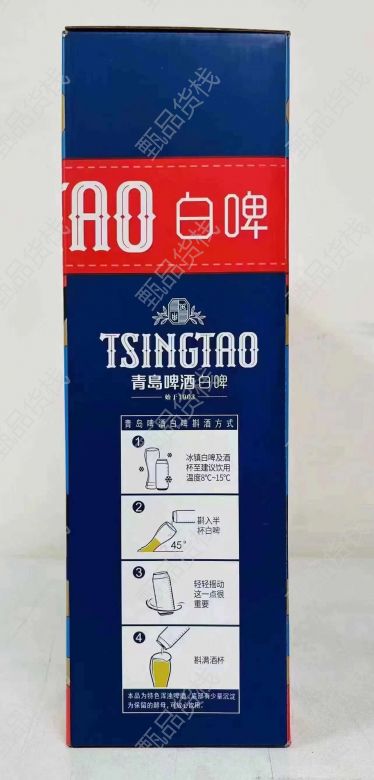 TAO 白啤
TSINGTAO
青岛啤酒白啤
始于1903
青岛啤酒白啤斟酒方式
1
冰镇白啤及酒
杯至建议饮用
温度8℃~15℃
2
斟入半
杯白啤
45°
3
轻轻摇动
这一点很
重要
4
斟满酒杯
本品为特色浑浊啤酒,底部有少量沉淀
为保留的酵母,可放心饮用。
甄品货栈